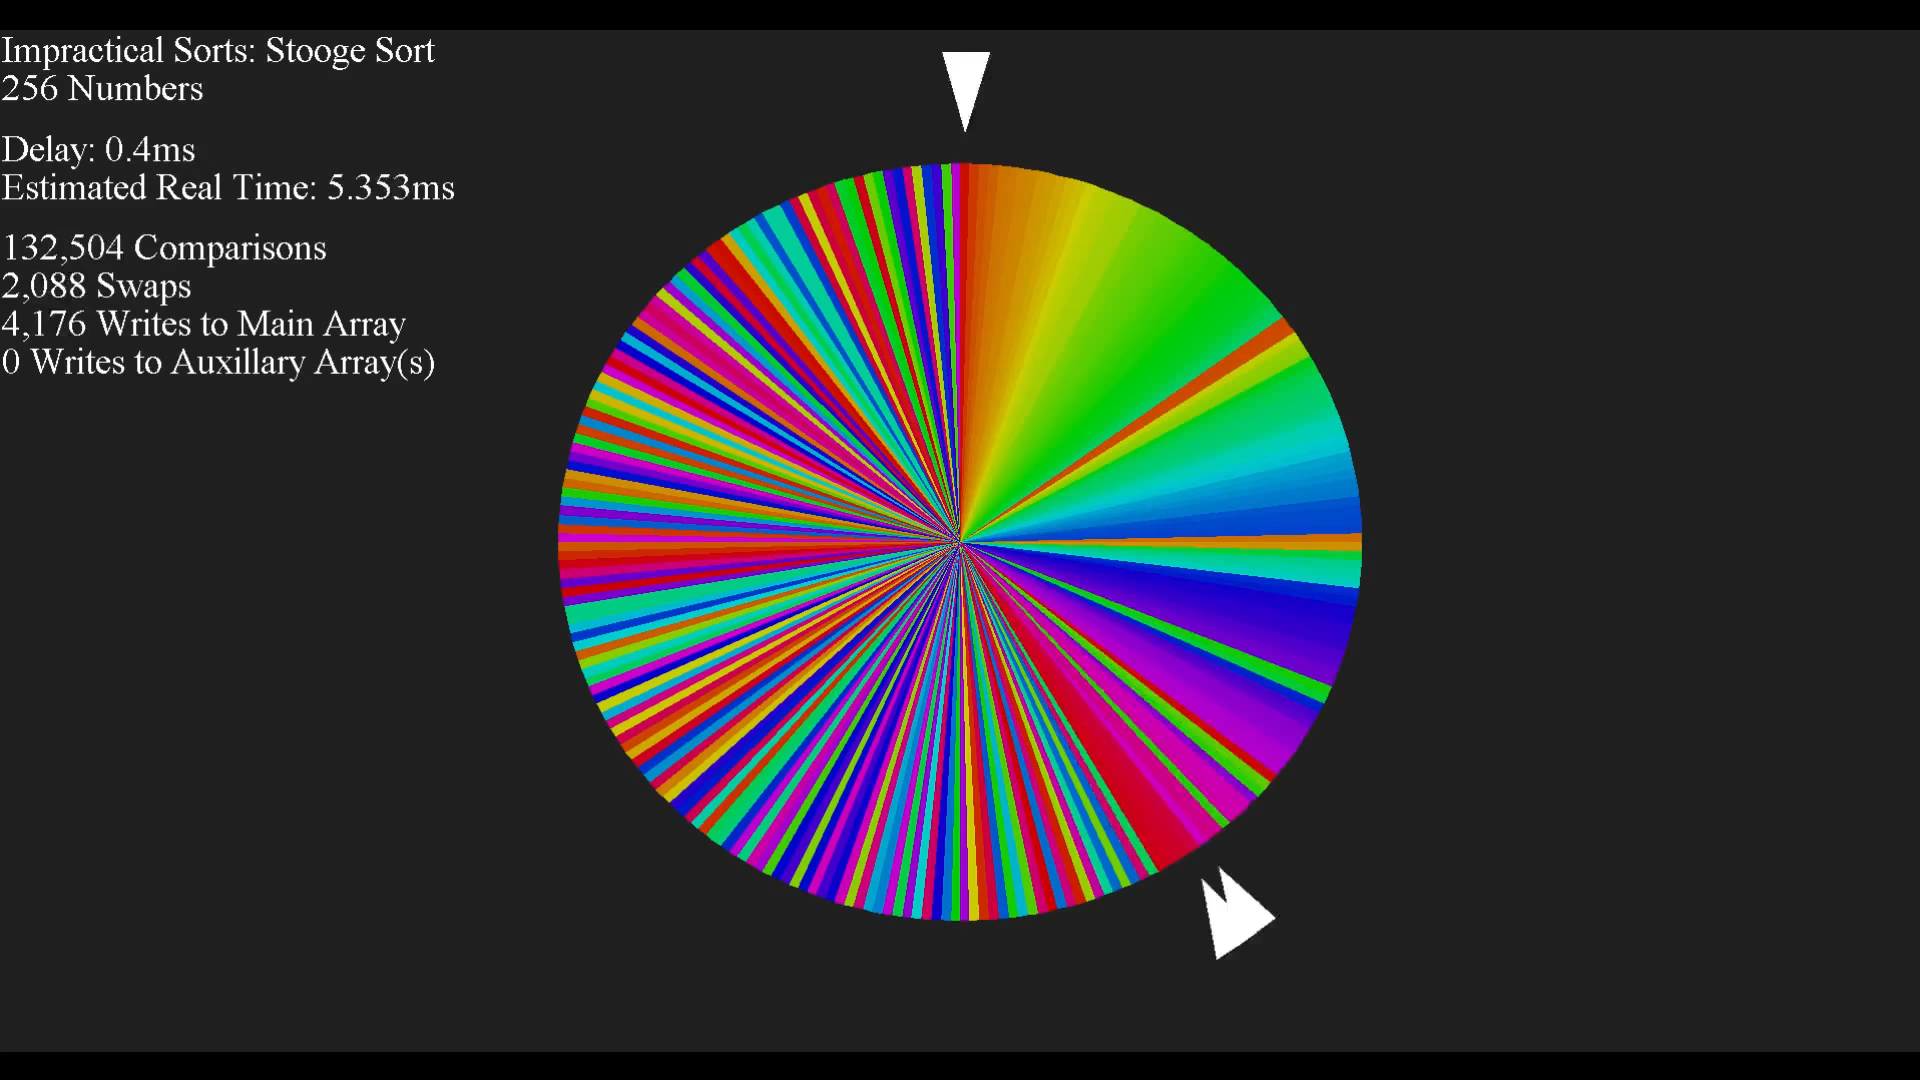 Impractical Sorts: Stooge Sort
256 Numbers
Delay: 0.4ms
Estimated Real Time: 5.353ms
132,504 Comparisons
2,088 Swaps
4,176 Writes to Main Array
0 Writes to Auxillary Array(s)